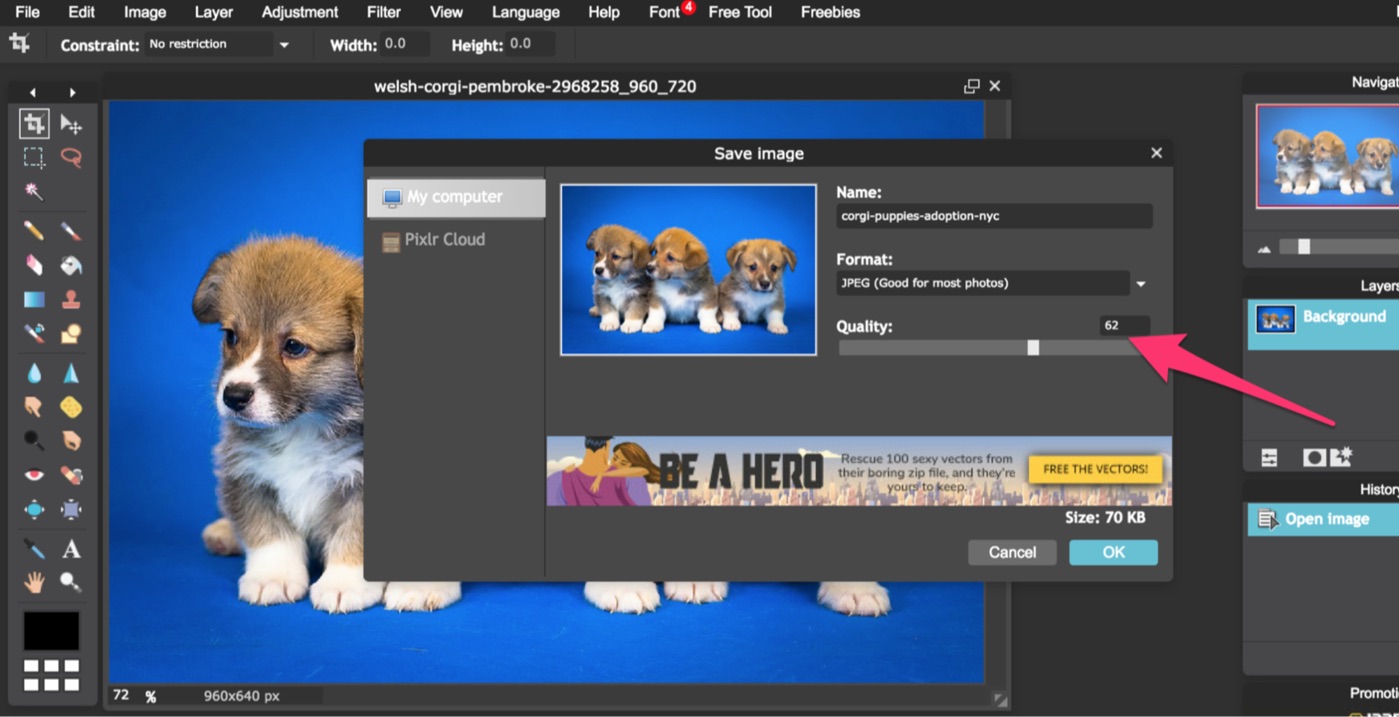 File Edit Image Layer Adjustment Filter View Language Help Font 4 Free Tool Freebies
Constraint: No restriction Width: 0.0 Height: 0.0
welsh-corgi-pembroke-2968258_960_720
Save image
My computer
Pixlr Cloud
Name:
corgi-puppies-adoption-nyc
Format:
JPEG (Good for most photos)
Quality: 62
BE A HERO
Rescue 100 sexy vectors from
their boring zip file, and they're
yours to keep.
FREE THE VECTORS!
Size: 70 KB
Cancel OK
72 % 960x640 px
A
Navigat
Layers
Background
History
Open image
Promoti